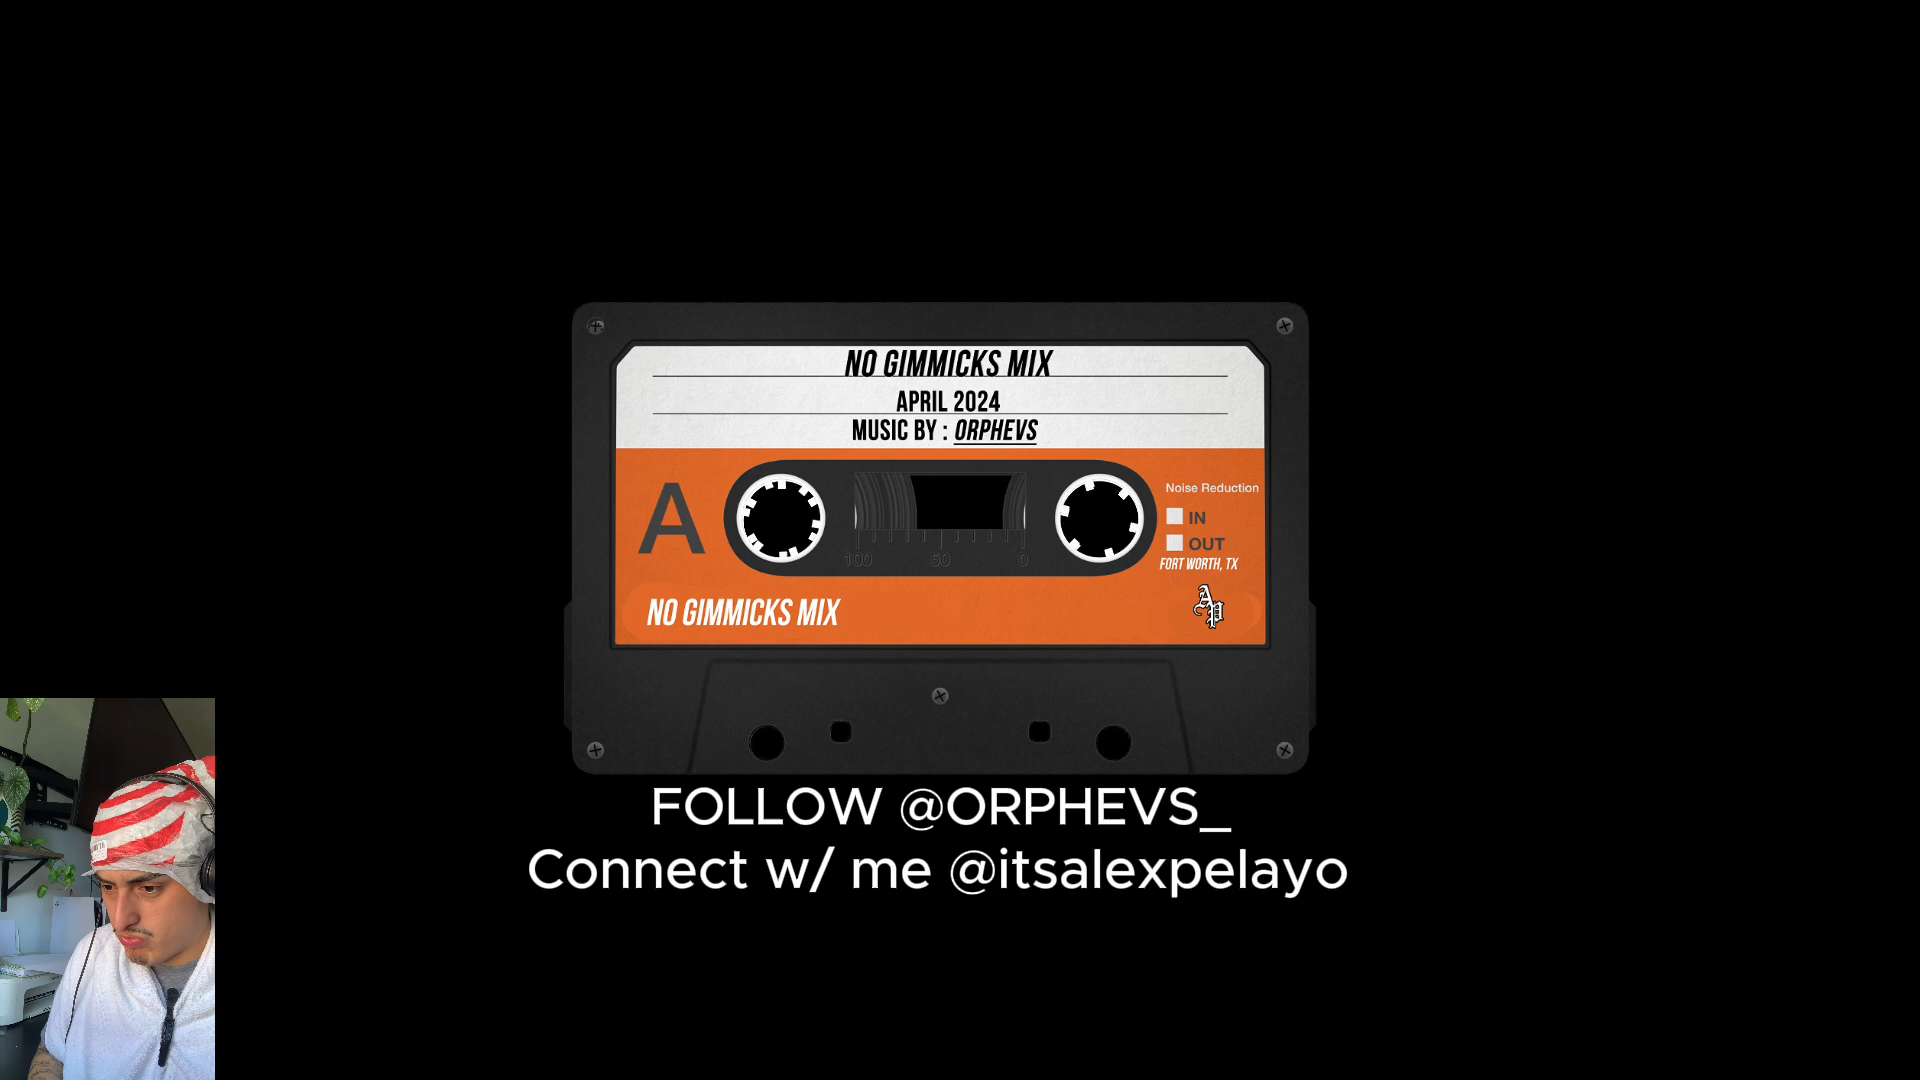 NO GIMMICKS MIX
APRIL 2024
MUSIC BY : ORPHEVS
A
Noise Reduction
IN
OUT
FORT WORTH, TX
100 50 0
NO GIMMICKS MIX
AP
FOLLOW @ORPHEVS_
Connect w/ me @itsalexpelayo